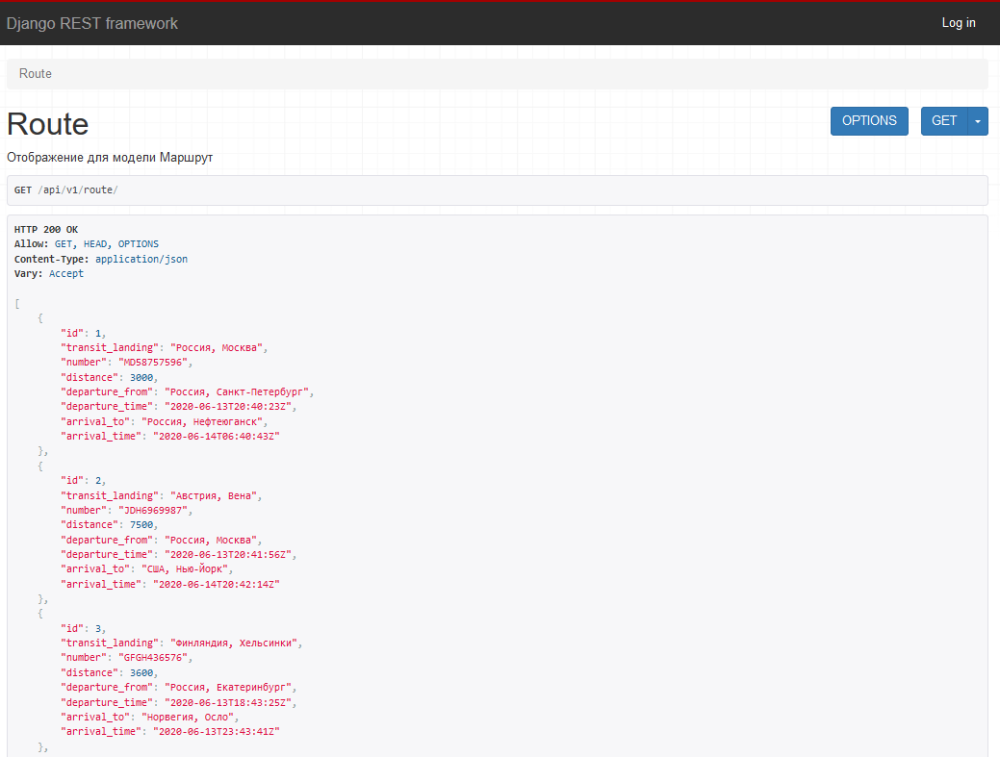 Django REST framework
Log in
Route
Route
OPTIONS
GET
Отображение для модели Маршрут
GET /api/v1/route/
HTTP 200 OK
Allow: GET, HEAD, OPTIONS
Content-Type: application/json
Vary: Accept
[
{
"id": 1,
"transit_landing": "Россия, Москва",
"number": "MD58757596",
"distance": 3000,
"departure_from": "Россия, Санкт-Петербург",
"departure_time": "2020-06-13T20:40:23Z",
"arrival_to": "Россия, Нефтеюганск",
"arrival_time": "2020-06-14T06:40:43Z"
},
{
"id": 2,
"transit_landing": "Австрия, Вена",
"number": "JDH6969987",
"distance": 7500,
"departure_from": "Россия, Москва",
"departure_time": "2020-06-13T20:41:56Z",
"arrival_to": "США, Нью-Йорк",
"arrival_time": "2020-06-14T20:42:14Z"
},
{
"id": 3,
"transit_landing": "Финляндия, Хельсинки",
"number": "GFGH436576",
"distance": 3600,
"departure_from": "Россия, Екатеринбург",
"departure_time": "2020-06-13T18:43:25Z",
"arrival_to": "Норвегия, Осло",
"arrival_time": "2020-06-13T23:43:41Z"
},